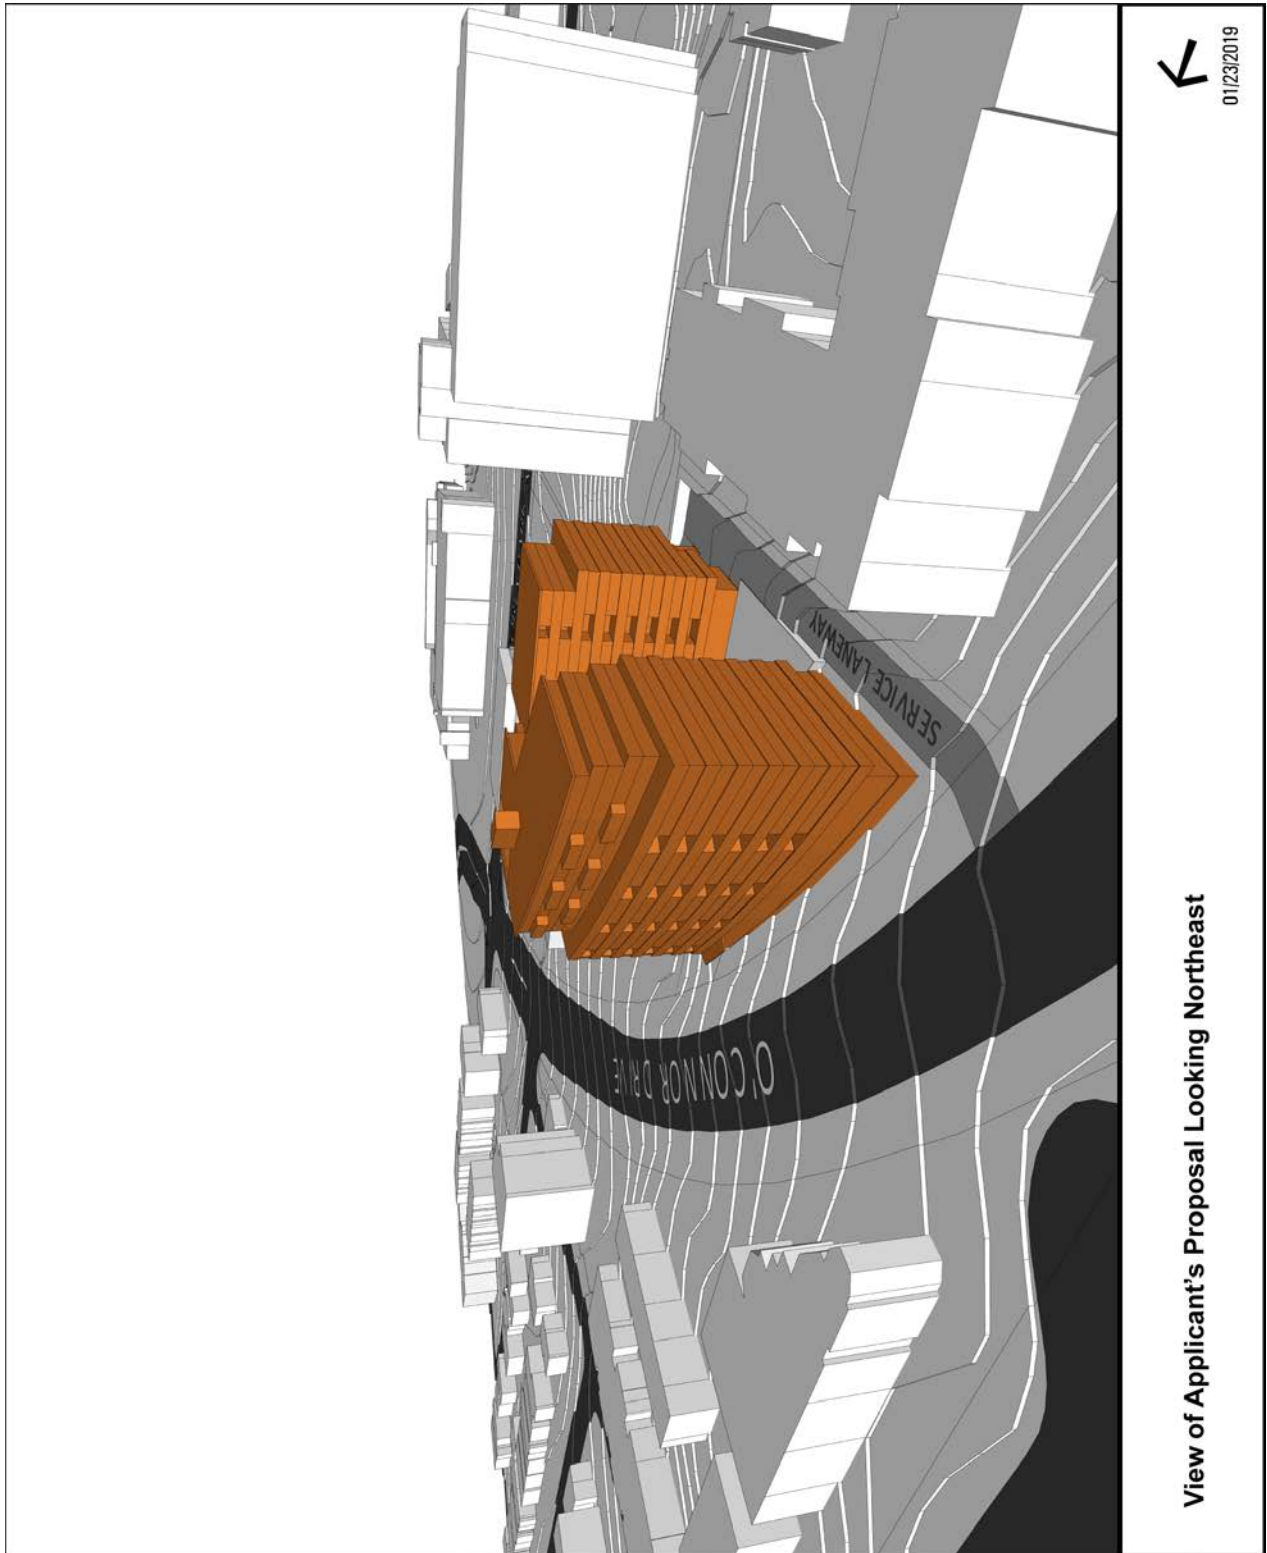 O'CONNOR DRIVE
SERVICE LANEWAY
View of Applicant's Proposal Looking Northeast
01/23/2019